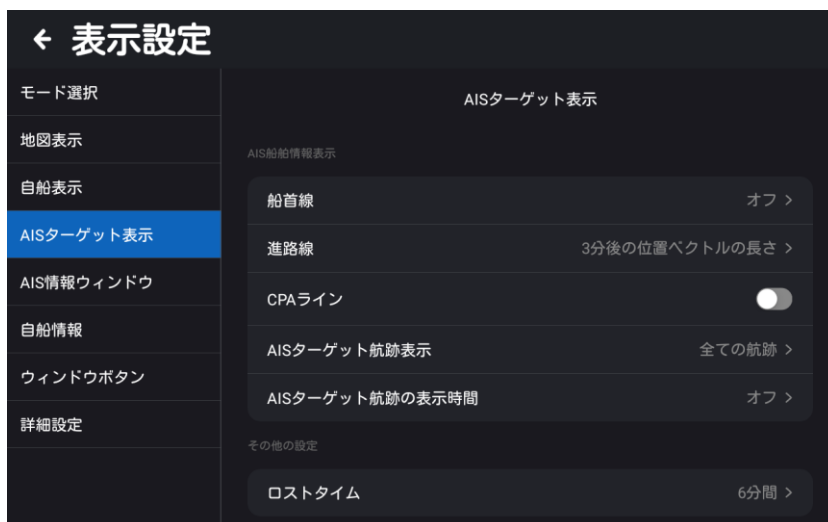 ← 表示設定
モード選択
地図表示
自船表示
AISターゲット表示
AIS情報ウィンドウ
自船情報
ウィンドウボタン
詳細設定
AISターゲット表示
AIS船舶情報表示
船首線 オフ >
進路線 3分後の位置ベクトルの長さ >
CPAライン
AISターゲット航跡表示 全ての航跡 >
AISターゲット航跡の表示時間 オフ >
その他の設定
ロストタイム 6分間 >